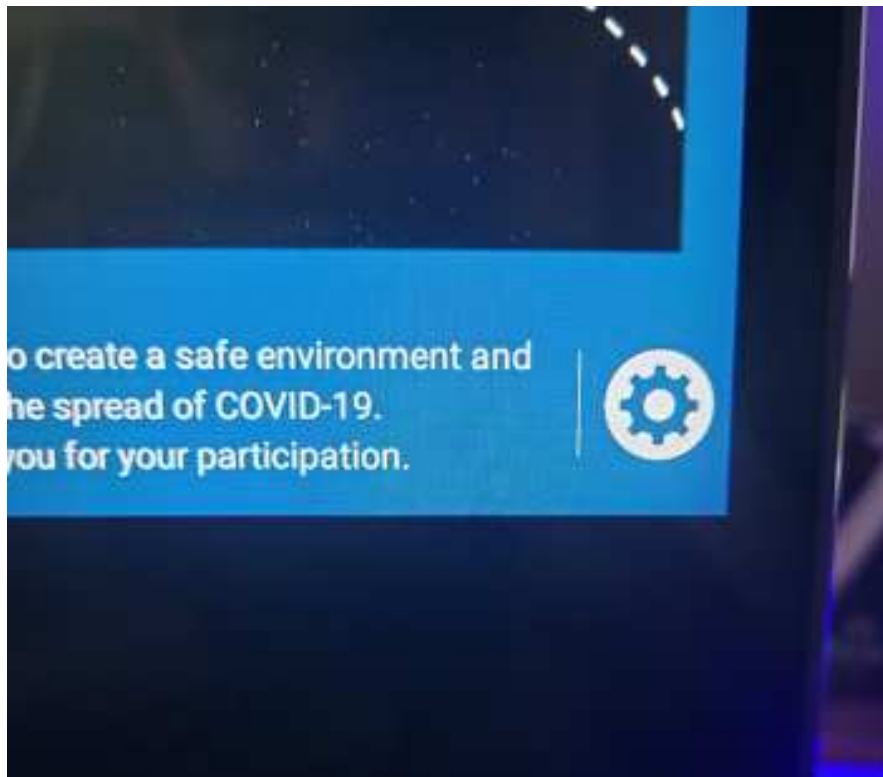 o create a safe environment and
he spread of COVID-19.
you for your participation.